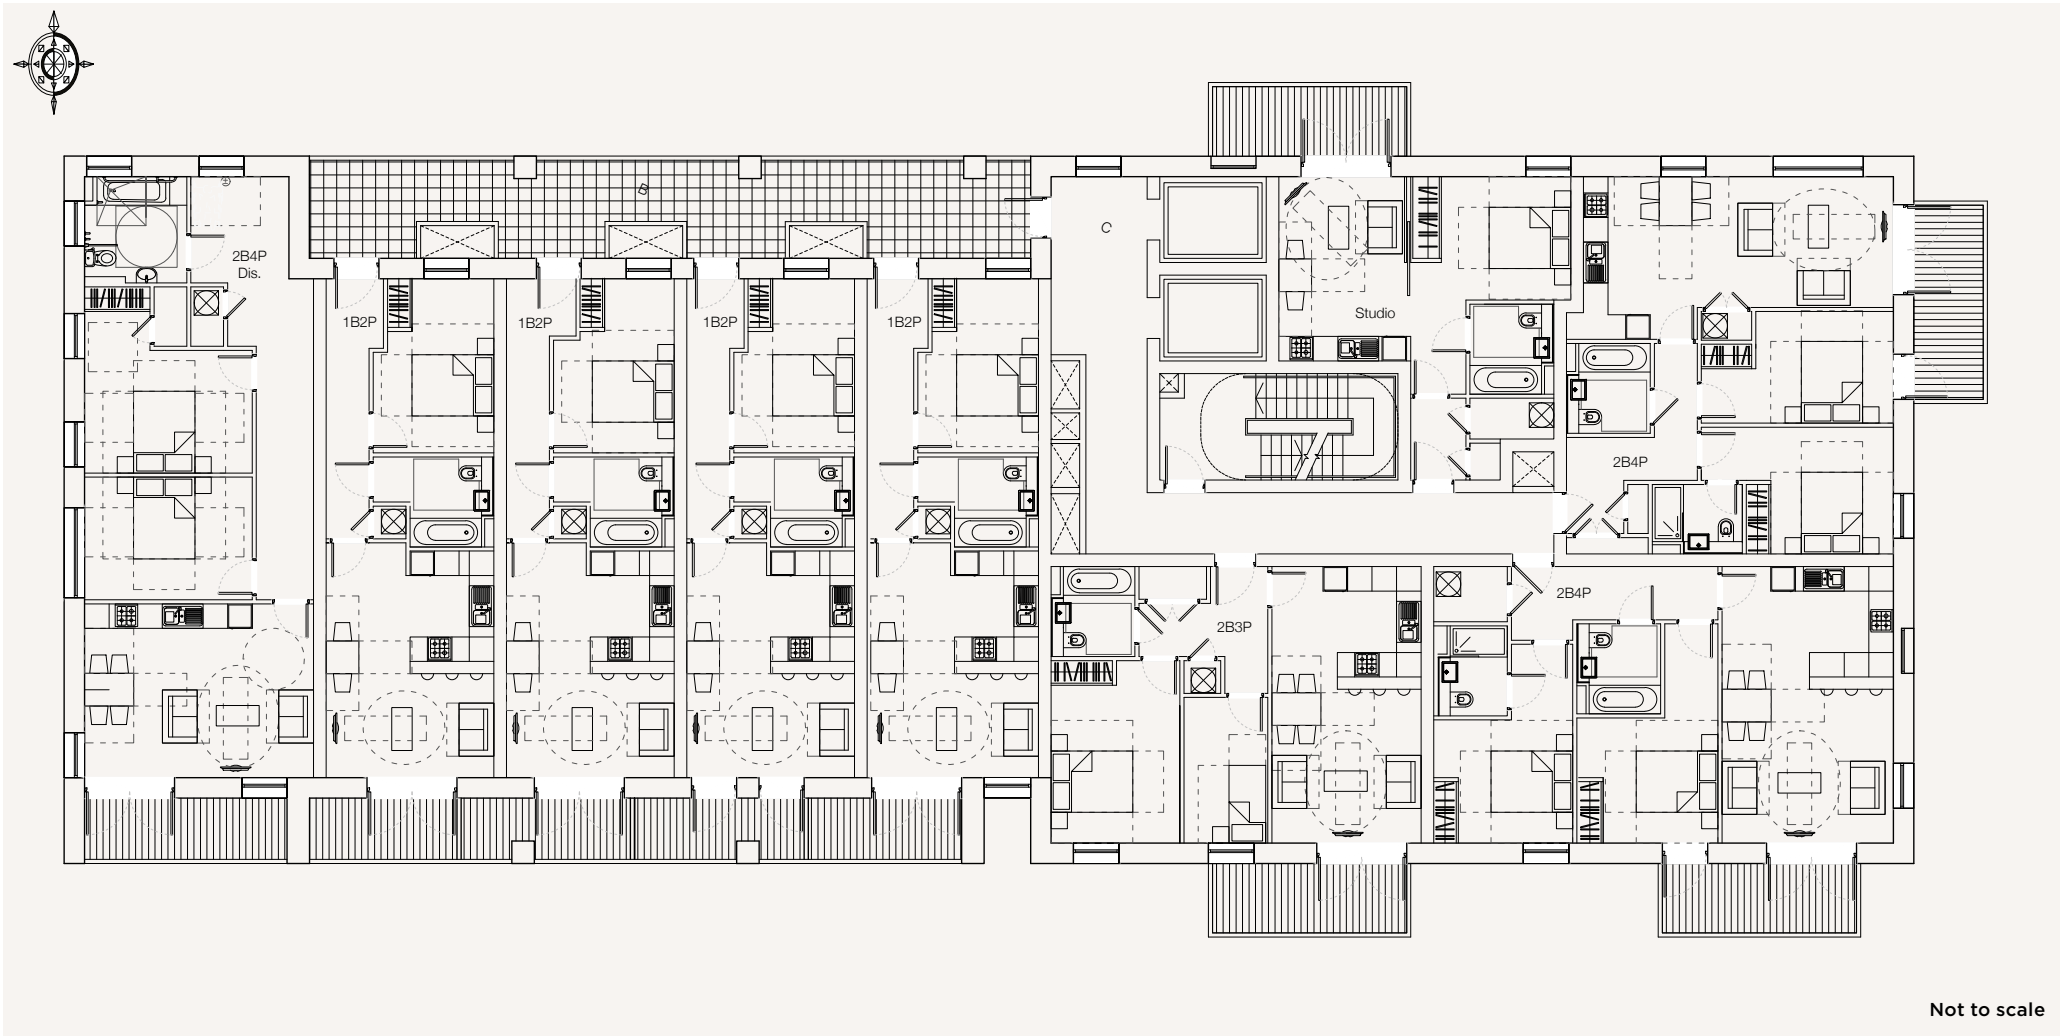 C
2B4P
Dis.
Studio
1B2P
1B2P
1B2P
1B2P
2B4P
2B4P
2B3P
Not to scale